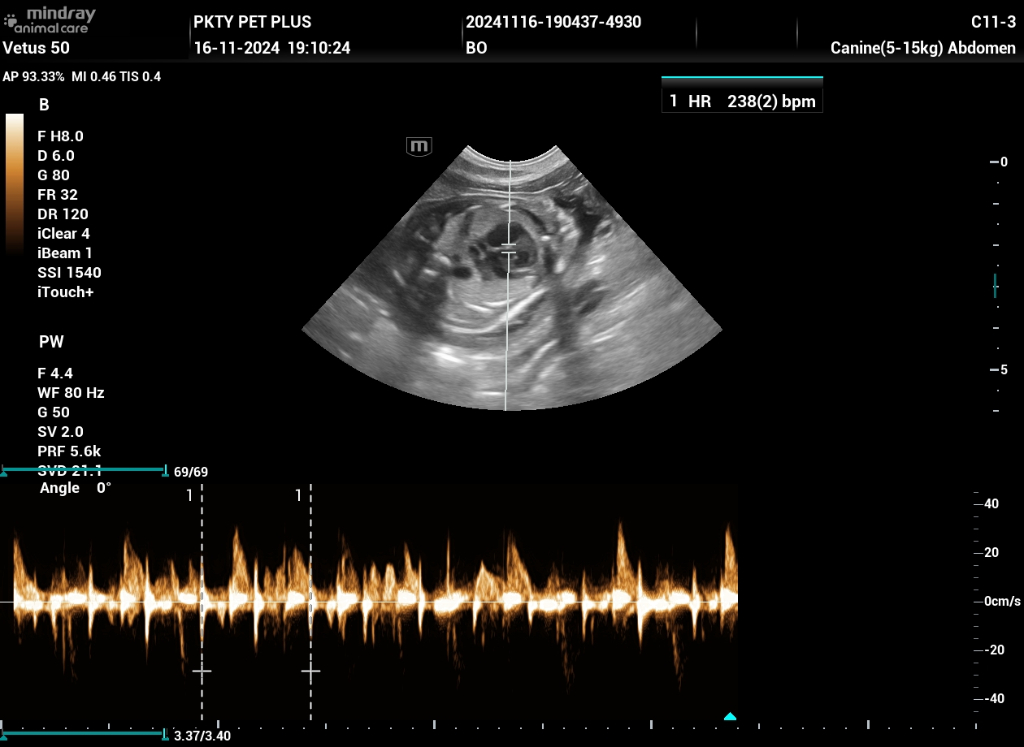 mindray
animalcare
PKTY PET PLUS
20241116-190437-4930
C11-3
Vetus 50
16-11-2024 19:10:24
BO
Canine(5-15kg) Abdomen
AP 93.33% MI 0.46 TIS 0.4
B
1 HR 238(2) bpm
F H8.0
D 6.0
G 80
FR 32
DR 120
iClear 4
iBeam 1
SSI 1540
iTouch+
m
0
5
PW
F 4.4
WF 80 Hz
G 50
SV 2.0
PRF 5.6k
SVD 21.1
69/69
Angle 0°
1
1
40
20
0cm/s
-20
-40
3.37/3.40